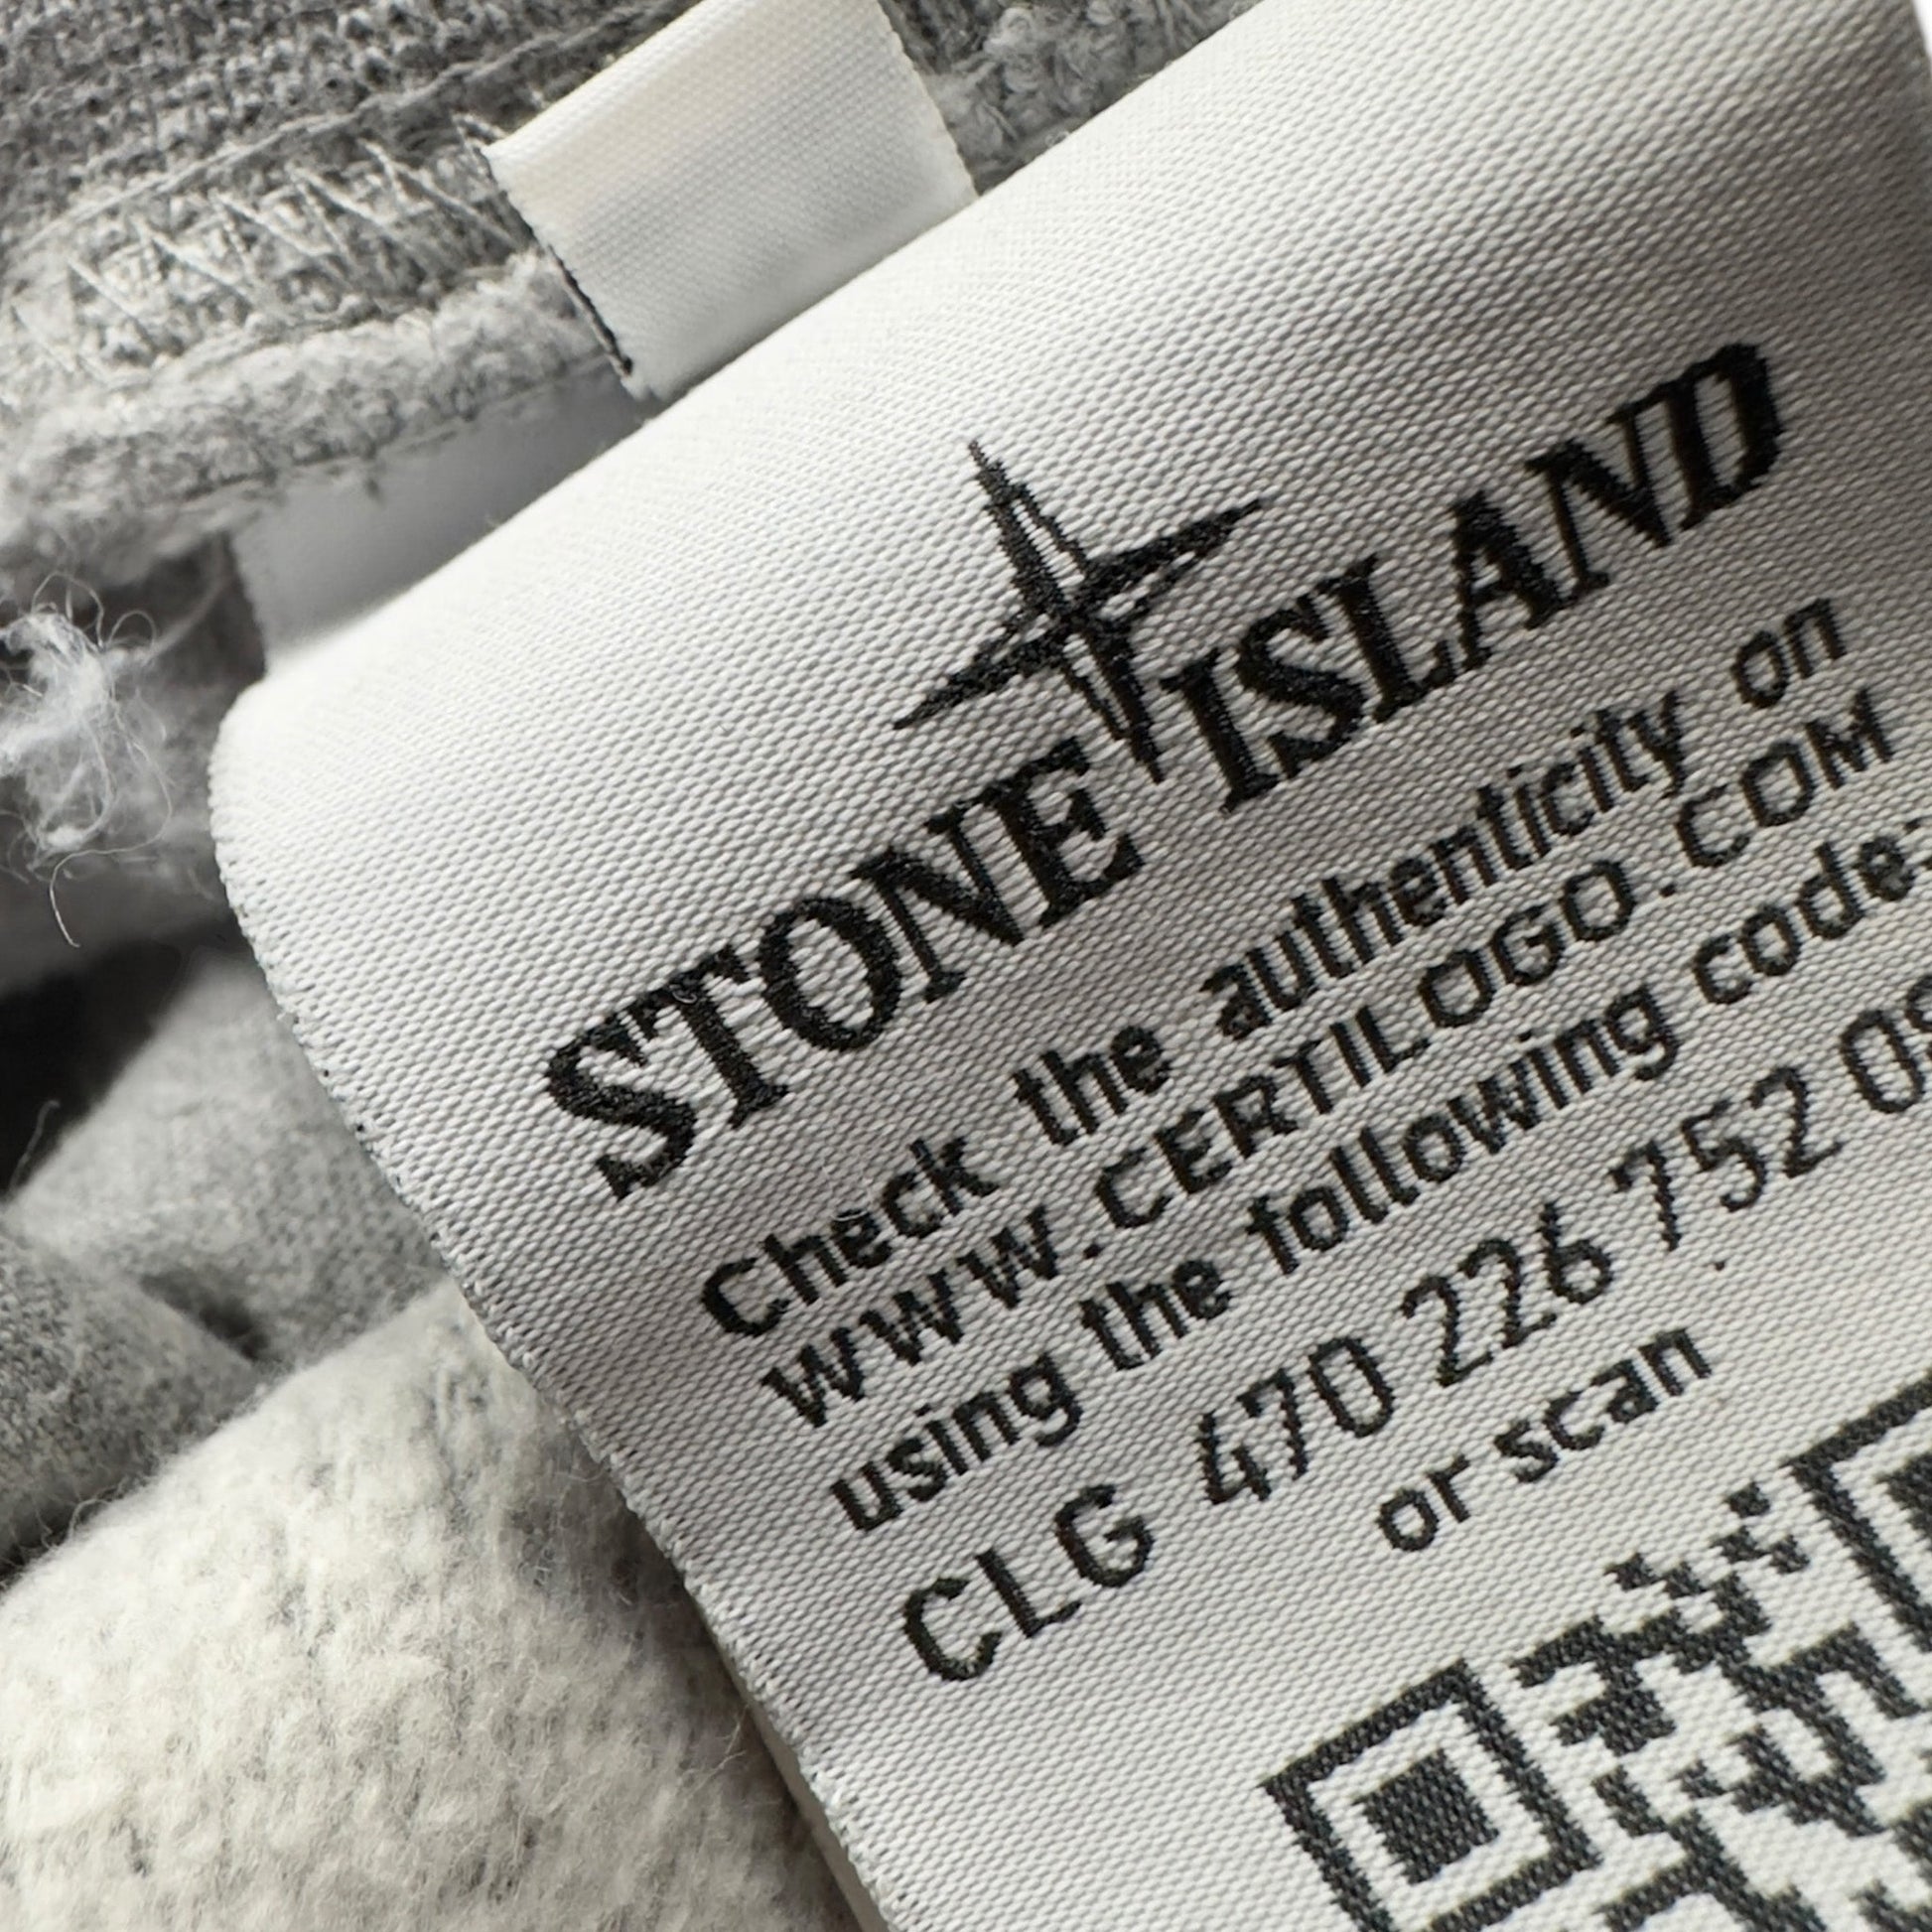 STONE ISLAND
Check the authenticity on
WWW.CERTILOGO.COM
using the following code:
CLG 470 226 752 09
or scan